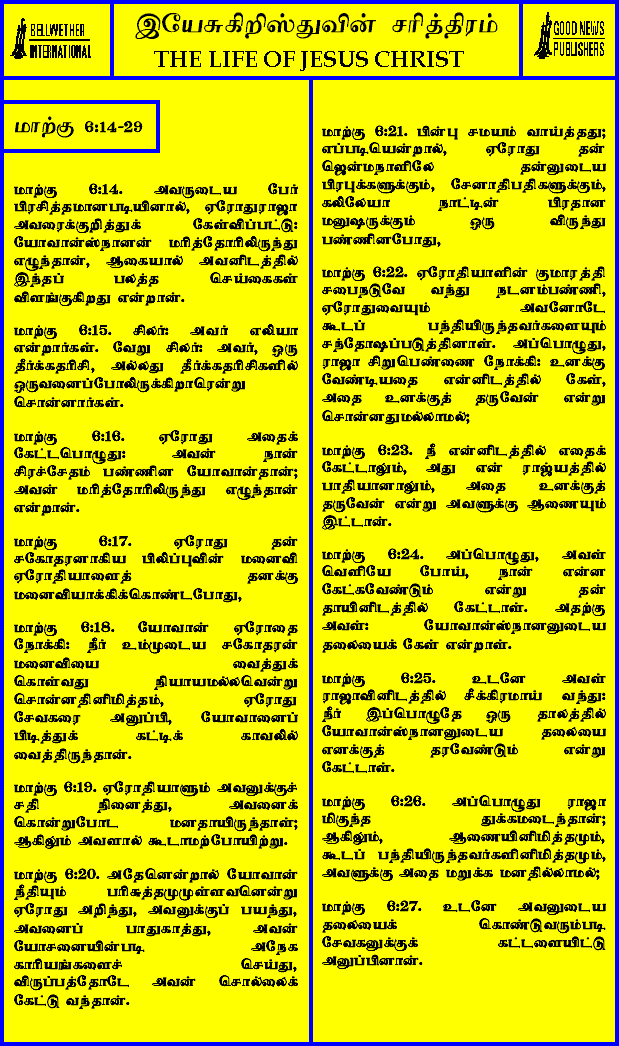 BELLWETHER
INTERNATIONAL
இயேசுகிறிஸ்துவின் சரித்திரம்
THE LIFE OF JESUS CHRIST
GOOD NEWS
PUBLISHERS
மாற்கு 6:14-29
மாற்கு 6:14. அவருடைய பேர்
பிரசித்தமானபடியினால், ஏரோதுராஜா
அவரைக்குறித்துக் கேள்விப்பட்டு:
யோவான்ஸ்நானன் மரித்தோரிலிருந்து
எழுந்தான், ஆகையால் அவனிடத்தில்
இந்தப் பலத்த செய்கைகள்
விளங்குகிறது என்றான்.
மாற்கு 6:15. சிலர்: அவர் எலியா
என்றார்கள். வேறு சிலர்: அவர், ஒரு
தீர்க்கதரிசி, அல்லது தீர்க்கதரிசிகளில்
ஒருவனைப்போலிருக்கிறாரென்று
சொன்னார்கள்.
மாற்கு 6:16. ஏரோது அதைக்
கேட்டபொழுது: அவன் நான்
சிரச்சேதம் பண்ணின யோவான்தான்;
அவன் மரித்தோரிலிருந்து எழுந்தான்
என்றான்.
மாற்கு 6:17. ஏரோது தன்
சகோதரனாகிய பிலிப்புவின் மனைவி
ஏரோதியாளைத் தனக்கு
மனைவியாக்கிக்கொண்டபோது,
மாற்கு 6:18. யோவான் ஏரோதை
நோக்கி: நீர் உம்முடைய சகோதரன்
மனைவியை வைத்துக்
கொள்வது நியாயமல்லவென்று
சொன்னதினிமித்தம், ஏரோது
சேவகரை அனுப்பி, யோவானைப்
பிடித்துக் கட்டிக் காவலில்
வைத்திருந்தான்.
மாற்கு 6:19. ஏரோதியாளும் அவனுக்குச்
சதி நினைத்து, அவனைக்
கொன்றுபோட மனதாயிருந்தாள்;
ஆகிலும் அவளால் கூடாமற்போயிற்று.
மாற்கு 6:20. அதேனென்றால் யோவான்
நீதியும் பரிசுத்தமுமுள்ளவனென்று
ஏரோது அறிந்து, அவனுக்குப் பயந்து,
அவனைப் பாதுகாத்து, அவன்
யோசனையின்படி அநேக
காரியங்களைச் செய்து,
விருப்பத்தோடே அவன் சொல்லைக்
கேட்டு வந்தான்.
மாற்கு 6:21. பின்பு சமயம் வாய்த்தது;
எப்படியென்றால், ஏரோது தன்
ஜென்மநாளிலே தன்னுடைய
பிரபுக்களுக்கும், சேனாதிபதிகளுக்கும்,
கலிலேயா நாட்டின் பிரதான
மனுஷருக்கும் ஒரு விருந்து
பண்ணினபோது,
மாற்கு 6:22. ஏரோதியாளின் குமாரத்தி
சபைநடுவே வந்து நடனம்பண்ணி,
ஏரோதுவையும் அவனோடே
கூடப் பந்தியிருந்தவர்களையும்
சந்தோஷப்படுத்தினாள். அப்பொழுது,
ராஜா சிறுபெண்ணை நோக்கி: உனக்கு
வேண்டியதை என்னிடத்தில் கேள்,
அதை உனக்குத் தருவேன் என்று
சொன்னதுமல்லாமல்;
மாற்கு 6:23. நீ என்னிடத்தில் எதைக்
கேட்டாலும், அது என் ராஜ்யத்தில்
பாதியானாலும், அதை உனக்குத்
தருவேன் என்று அவளுக்கு ஆணையும்
இட்டான்.
மாற்கு 6:24. அப்பொழுது, அவள்
வெளியே போய், நான் என்ன
கேட்கவேண்டும் என்று தன்
தாயினிடத்தில் கேட்டாள். அதற்கு
அவள்: யோவான்ஸ்நானனுடைய
தலையைக் கேள் என்றாள்.
மாற்கு 6:25. உடனே அவள்
ராஜாவினிடத்தில் சீக்கிரமாய் வந்து:
நீர் இப்பொழுதே ஒரு தாலத்தில்
யோவான்ஸ்நானனுடைய தலையை
எனக்குத் தரவேண்டும் என்று
கேட்டாள்.
மாற்கு 6:26. அப்பொழுது ராஜா
மிகுந்த துக்கமடைந்தான்;
ஆகிலும், ஆணையினிமித்தமும்,
கூடப் பந்தியிருந்தவர்களினிமித்தமும்,
அவளுக்கு அதை மறுக்க மனதில்லாமல்;
மாற்கு 6:27. உடனே அவனுடைய
தலையைக் கொண்டுவரும்படி
சேவகனுக்குக் கட்டளையிட்டு
அனுப்பினான்.